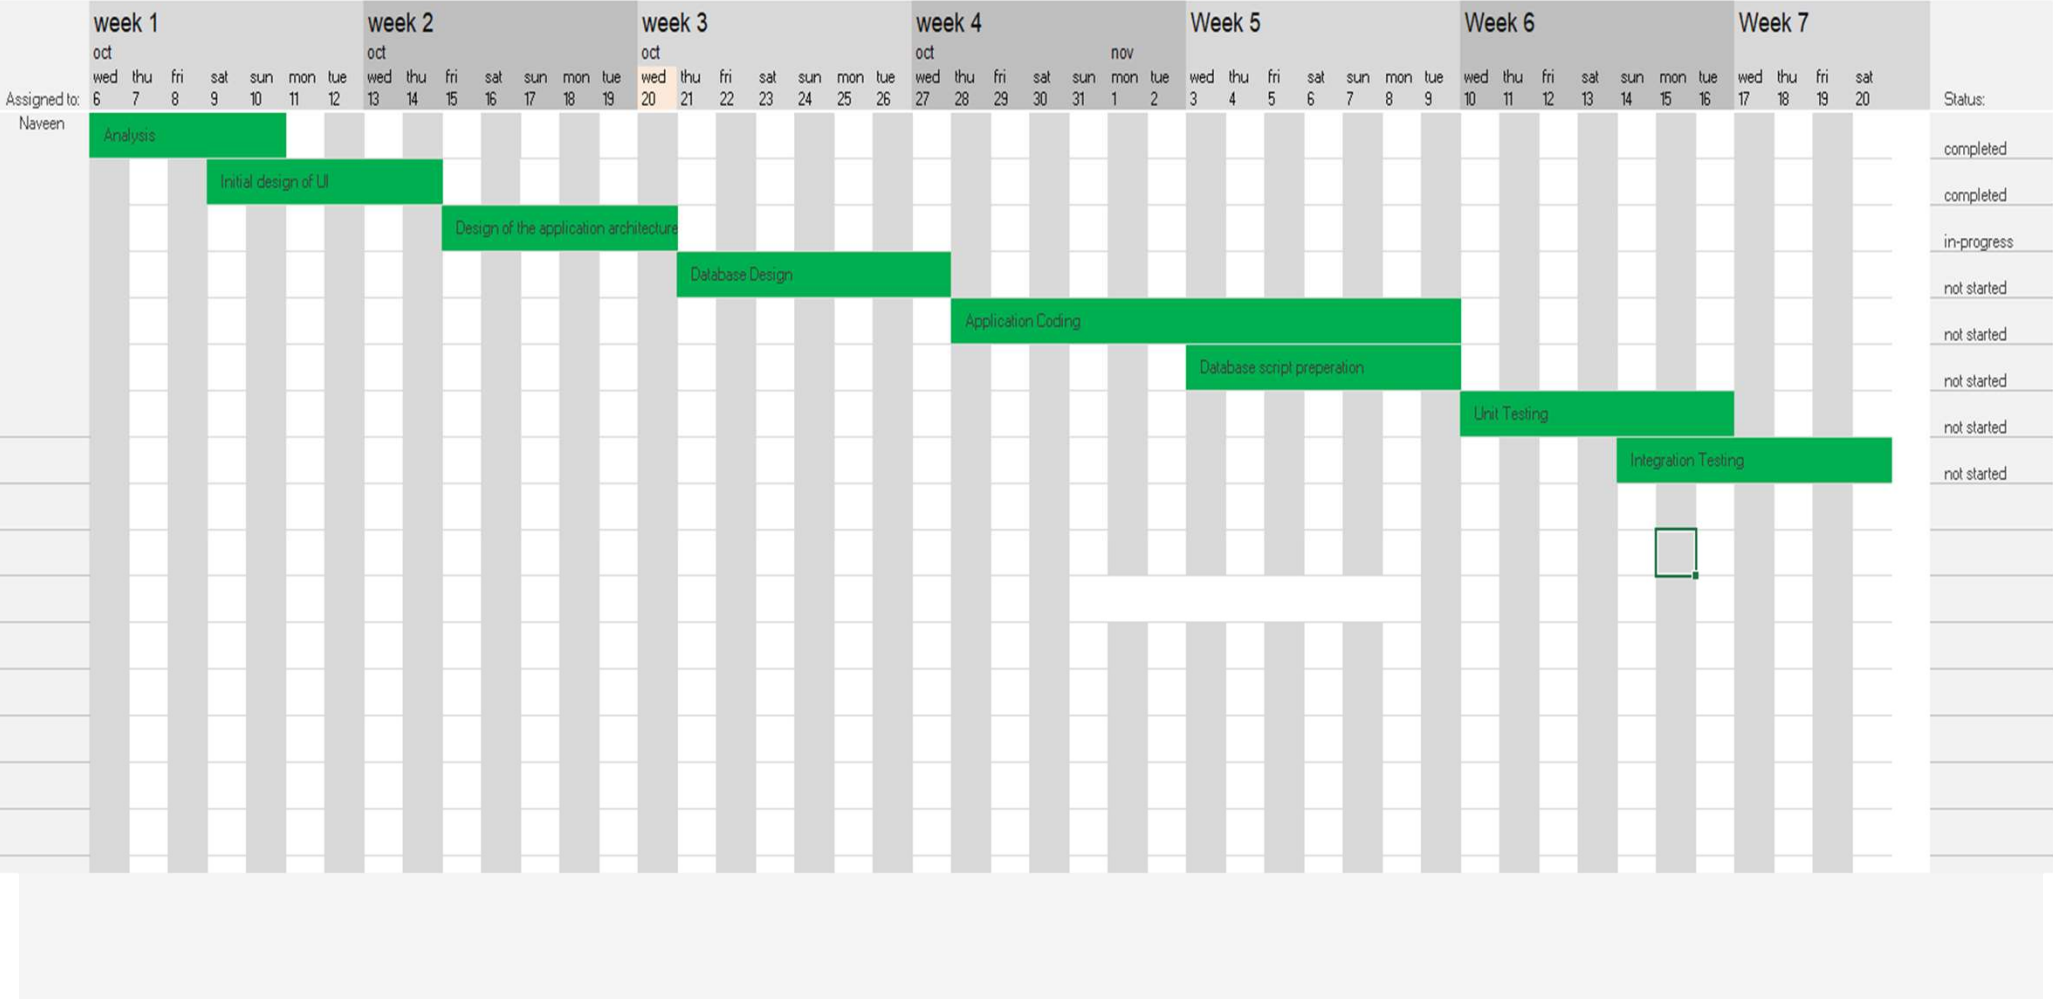 week 1 week 2 week 3 week 4 Week 5 Week 6 Week 7
oct oct oct oct nov
wed thu fri sat sun mon tue wed thu fri sat sun mon tue wed thu fri sat sun mon tue wed thu fri sat sun mon tue wed thu fri sat sun mon tue wed thu fri sat sun mon tue wed thu fri sat
Assigned to: 6 7 8 9 10 11 12 13 14 15 16 17 18 19 20 21 22 23 24 25 26 27 28 29 30 31 1 2 3 4 5 6 7 8 9 10 11 12 13 14 15 16 17 18 19 20 Status:
Naveen
Analysis completed
Initial design of UI completed
Design of the application architecture in-progress
Database Design not started
Application Coding not started
Database script preperation not started
Unit Testing not started
Integration Testing not started